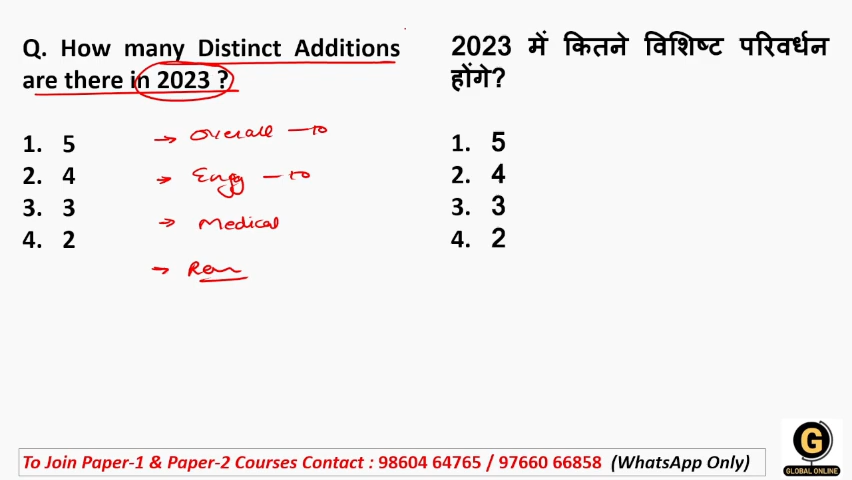 Q. How many Distinct Additions
are there in 2023 ?
1. 5
2. 4
3. 3
4. 2
→ Overall – 10
→ Engg – 10
→ Medical
→
2023 में कितने विशिष्ट परिवर्धन
होंगे?
1. 5
2. 4
3. 3
4. 2
G
GLOBAL ONLINE
To Join Paper-1 & Paper-2 Courses Contact : 98604 64765 / 97660 66858 (WhatsApp Only)